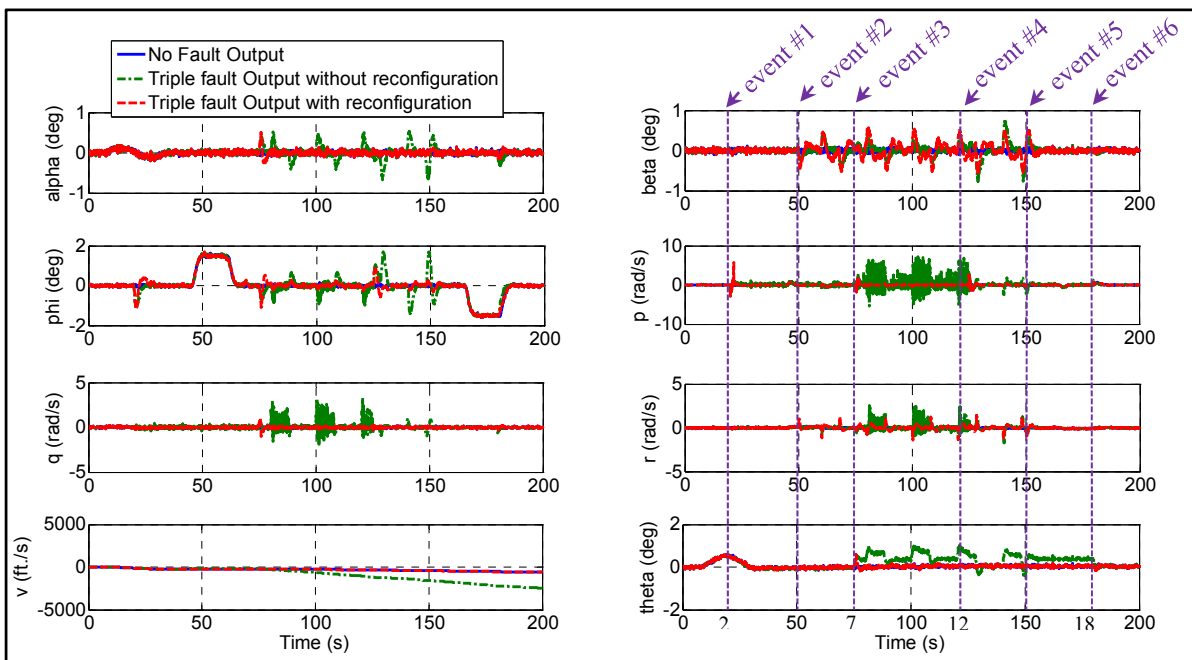 No Fault Output
Triple fault Output without reconfiguration
Triple fault Output with reconfiguration
event #1
event #2
event #3
event #4
event #5
event #6
1
0
-1
alpha (deg)
0 50 100 150 200
1
0
-1
beta (deg)
0 50 100 150 200
2
0
-2
phi (deg)
0 50 100 150 200
10
0
-10
p (rad/s)
0 50 100 150 200
5
0
-5
q (rad/s)
0 50 100 150 200
5
0
-5
r (rad/s)
0 50 100 150 200
5000
0
-5000
v (ft./s)
0 50 100 150 200
Time (s)
2
0
-2
theta (deg)
0 2 50 7 100 12 150 18 200
Time (s)